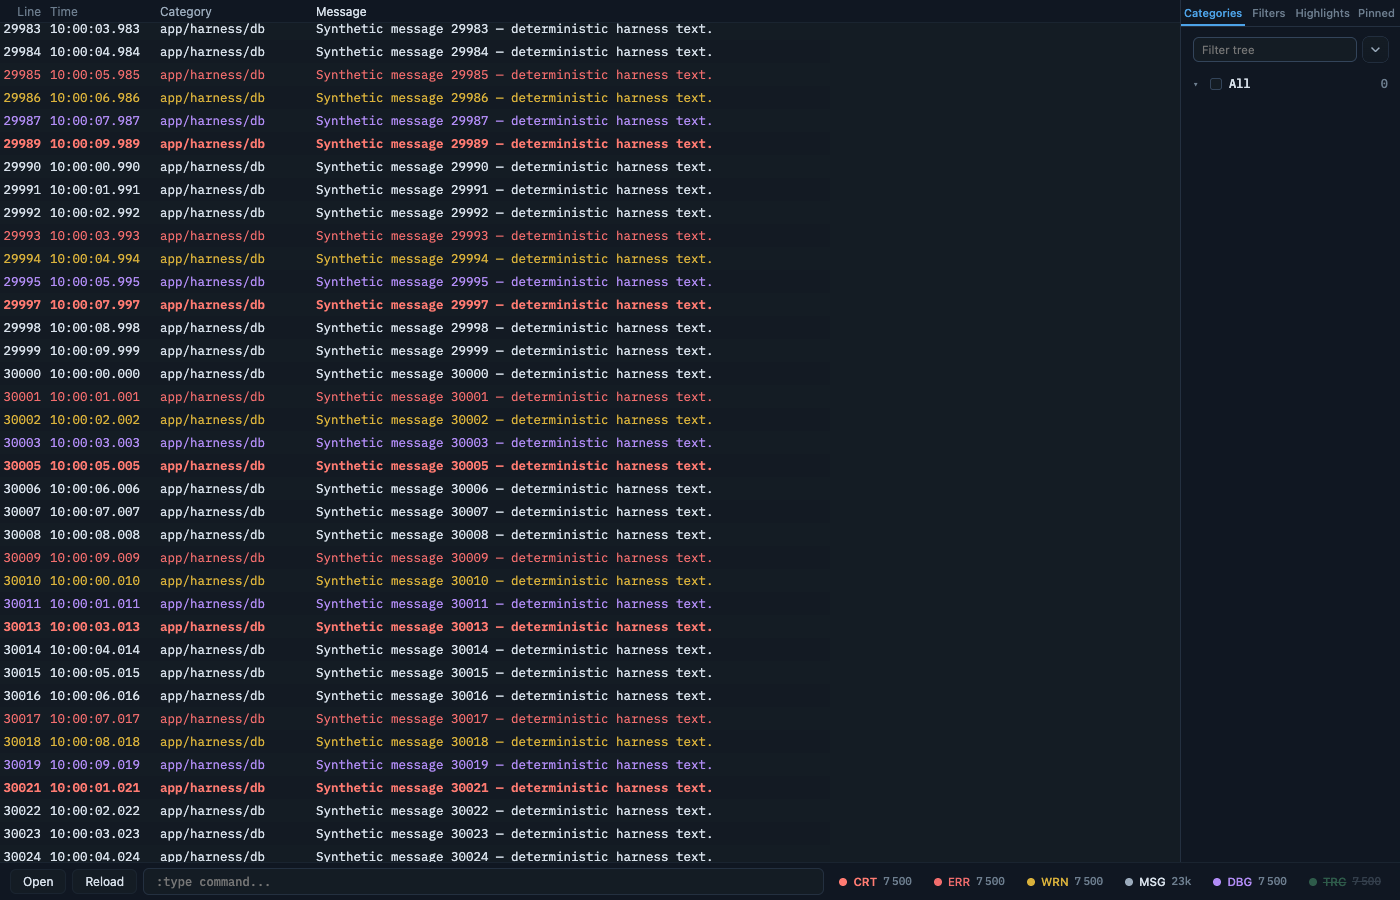 Line Time Category Message
29983 10:00:03.983 app/harness/db Synthetic message 29983 — deterministic harness text.
29984 10:00:04.984 app/harness/db Synthetic message 29984 — deterministic harness text.
29985 10:00:05.985 app/harness/db Synthetic message 29985 — deterministic harness text.
29986 10:00:06.986 app/harness/db Synthetic message 29986 — deterministic harness text.
29987 10:00:07.987 app/harness/db Synthetic message 29987 — deterministic harness text.
29989 10:00:09.989 app/harness/db Synthetic message 29989 — deterministic harness text.
29990 10:00:00.990 app/harness/db Synthetic message 29990 — deterministic harness text.
29991 10:00:01.991 app/harness/db Synthetic message 29991 — deterministic harness text.
29992 10:00:02.992 app/harness/db Synthetic message 29992 — deterministic harness text.
29993 10:00:03.993 app/harness/db Synthetic message 29993 — deterministic harness text.
29994 10:00:04.994 app/harness/db Synthetic message 29994 — deterministic harness text.
29995 10:00:05.995 app/harness/db Synthetic message 29995 — deterministic harness text.
29997 10:00:07.997 app/harness/db Synthetic message 29997 — deterministic harness text.
29998 10:00:08.998 app/harness/db Synthetic message 29998 — deterministic harness text.
29999 10:00:09.999 app/harness/db Synthetic message 29999 — deterministic harness text.
30000 10:00:00.000 app/harness/db Synthetic message 30000 — deterministic harness text.
30001 10:00:01.001 app/harness/db Synthetic message 30001 — deterministic harness text.
30002 10:00:02.002 app/harness/db Synthetic message 30002 — deterministic harness text.
30003 10:00:03.003 app/harness/db Synthetic message 30003 — deterministic harness text.
30005 10:00:05.005 app/harness/db Synthetic message 30005 — deterministic harness text.
30006 10:00:06.006 app/harness/db Synthetic message 30006 — deterministic harness text.
30007 10:00:07.007 app/harness/db Synthetic message 30007 — deterministic harness text.
30008 10:00:08.008 app/harness/db Synthetic message 30008 — deterministic harness text.
30009 10:00:09.009 app/harness/db Synthetic message 30009 — deterministic harness text.
30010 10:00:00.010 app/harness/db Synthetic message 30010 — deterministic harness text.
30011 10:00:01.011 app/harness/db Synthetic message 30011 — deterministic harness text.
30013 10:00:03.013 app/harness/db Synthetic message 30013 — deterministic harness text.
30014 10:00:04.014 app/harness/db Synthetic message 30014 — deterministic harness text.
30015 10:00:05.015 app/harness/db Synthetic message 30015 — deterministic harness text.
30016 10:00:06.016 app/harness/db Synthetic message 30016 — deterministic harness text.
30017 10:00:07.017 app/harness/db Synthetic message 30017 — deterministic harness text.
30018 10:00:08.018 app/harness/db Synthetic message 30018 — deterministic harness text.
30019 10:00:09.019 app/harness/db Synthetic message 30019 — deterministic harness text.
30021 10:00:01.021 app/harness/db Synthetic message 30021 — deterministic harness text.
30022 10:00:02.022 app/harness/db Synthetic message 30022 — deterministic harness text.
30023 10:00:03.023 app/harness/db Synthetic message 30023 — deterministic harness text.
30024 10:00:04.024 app/harness/db Synthetic message 30024 — deterministic harness text.
Categories Filters Highlights Pinned
Filter tree
All 0
Open Reload :type command... CRT 7 500 ERR 7 500 WRN 7 500 MSG 23k DBG 7 500 TRC 7 500